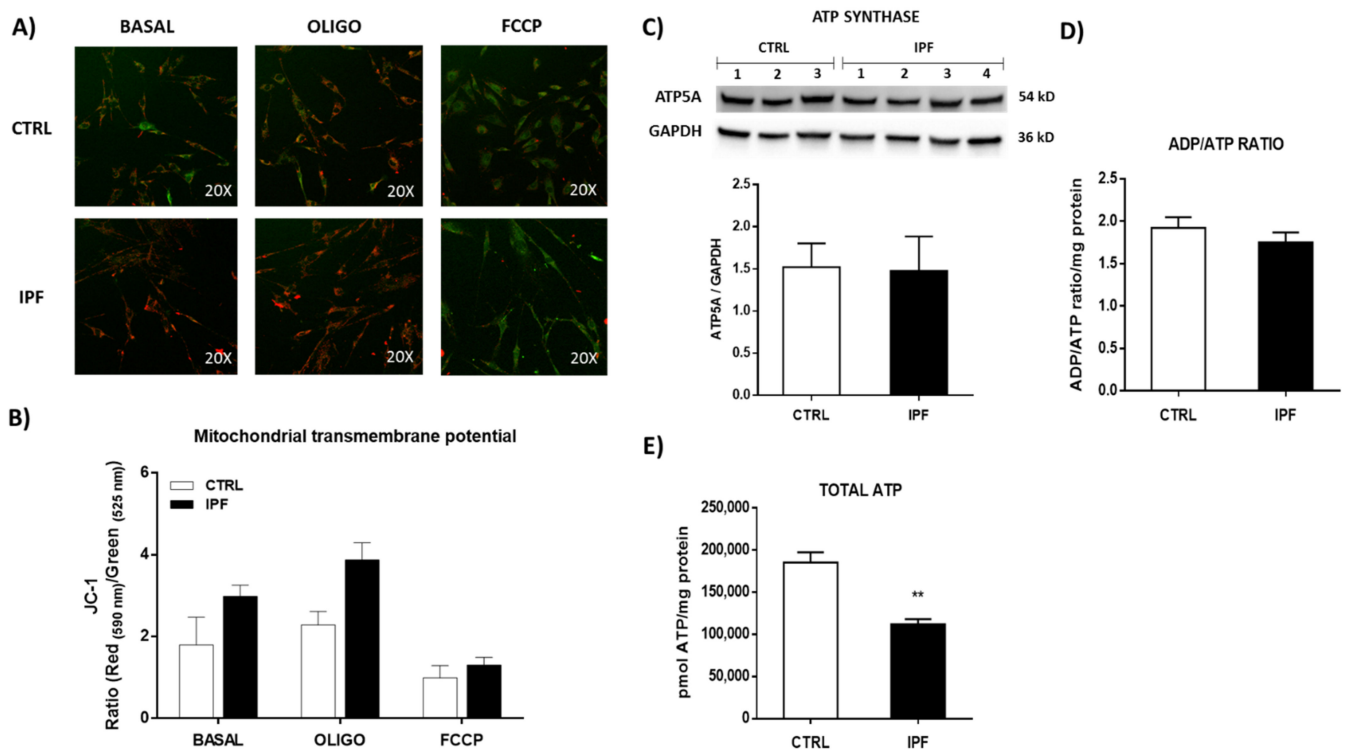 A)
BASAL OLIGO FCCP
CTRL
20X 20X 20X
IPF
20X 20X 20X
B)
Mitochondrial transmembrane potential
JC-1
Ratio (Red (590 nm)/Green (525 nm)
6
4
2
0
CTRL
IPF
BASAL OLIGO FCCP
C)
ATP SYNTHASE
CTRL IPF
1 2 3 1 2 3 4
ATP5A 54 kD
GAPDH 36 kD
ATP5A / GAPDH
2.5
2.0
1.5
1.0
0.5
0.0
CTRL IPF
D)
ADP/ATP RATIO
ADP/ATP ratio/mg protein
2.5
2.0
1.5
1.0
0.5
0.0
CTRL IPF
E)
TOTAL ATP
pmol ATP/mg protein
250,000
200,000
150,000
100,000
50,000
0
**
CTRL IPF